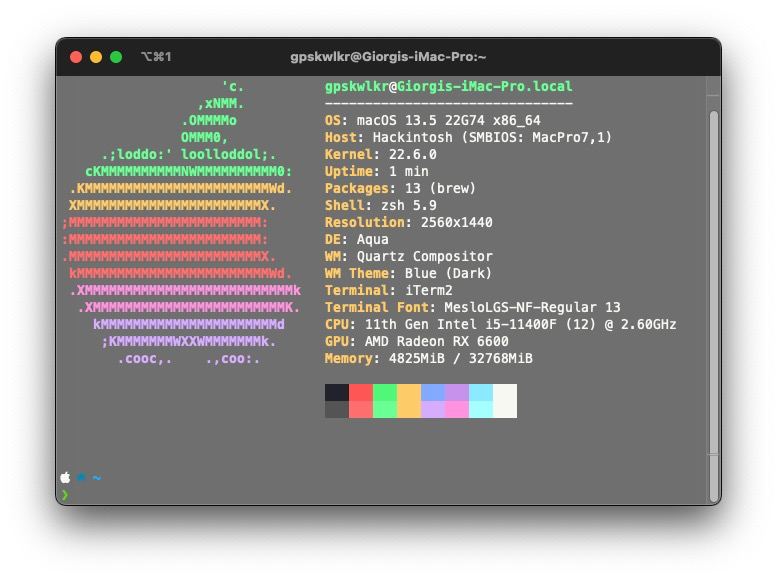 ⌥⌘1
gpskwlkr@Giorgis-iMac-Pro:~
'c.
,xNMM.
.OMMMMo
OMMM0,
.;loddo:' loolloddol;.
cKMMMMMMMMMMNWMMMMMMMMMM0:
.KMMMMMMMMMMMMMMMMMMMMMMMWd.
XMMMMMMMMMMMMMMMMMMMMMMMX.
;MMMMMMMMMMMMMMMMMMMMMMMM:
:MMMMMMMMMMMMMMMMMMMMMMMM:
.MMMMMMMMMMMMMMMMMMMMMMMMX.
kMMMMMMMMMMMMMMMMMMMMMMMMWd.
.XMMMMMMMMMMMMMMMMMMMMMMMMMMk
.XMMMMMMMMMMMMMMMMMMMMMMMMK.
kMMMMMMMMMMMMMMMMMMMMMMd
;KMMMMMMMWXXWMMMMMMMk.
.cooc,. .,coo:.
gpskwlkr@Giorgis-iMac-Pro.local
-------------------------------
OS: macOS 13.5 22G74 x86_64
Host: Hackintosh (SMBIOS: MacPro7,1)
Kernel: 22.6.0
Uptime: 1 min
Packages: 13 (brew)
Shell: zsh 5.9
Resolution: 2560x1440
DE: Aqua
WM: Quartz Compositor
WM Theme: Blue (Dark)
Terminal: iTerm2
Terminal Font: MesloLGS-NF-Regular 13
CPU: 11th Gen Intel i5-11400F (12) @ 2.60GHz
GPU: AMD Radeon RX 6600
Memory: 4825MiB / 32768MiB
~
❯